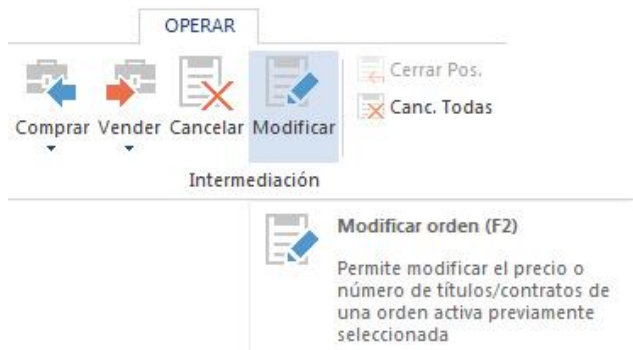 OPERAR
Comprar Vender Cancelar Modificar
Cerrar Pos.
Canc. Todas
Intermediación
Modificar orden (F2)
Permite modificar el precio o
número de títulos/contratos de
una orden activa previamente
seleccionada